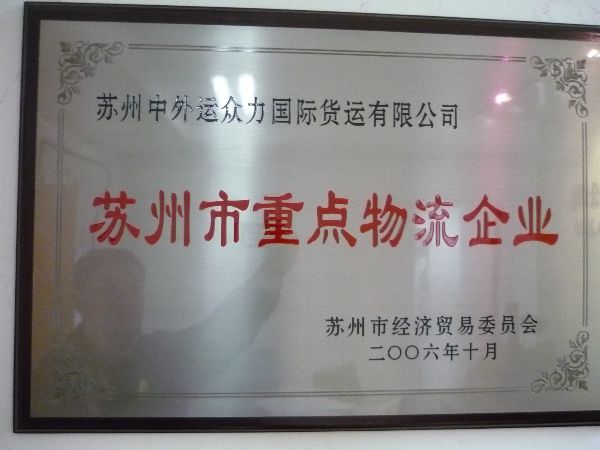 苏州中外运众力国际货运有限公司
苏州市重点物流企业
苏州市经济贸易委员会
二〇〇六年十月